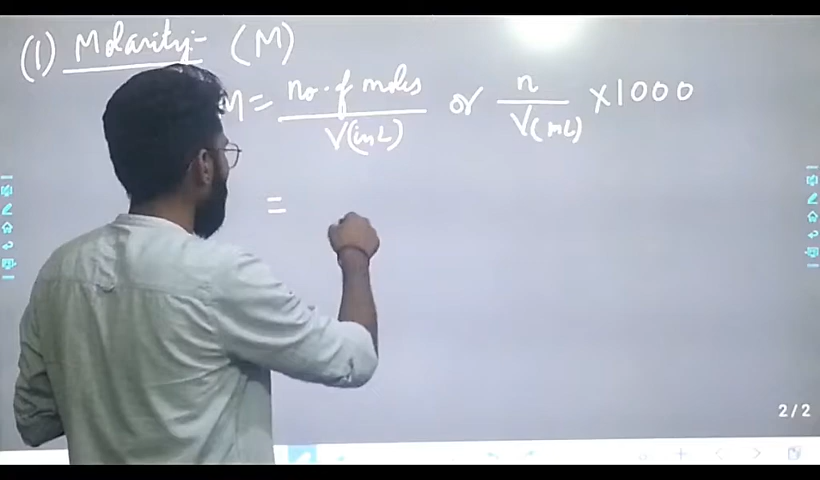 (1) Molarity:- (M)
M = no. of moles / V(in L) or n / V(mL) × 1000
=
2/2